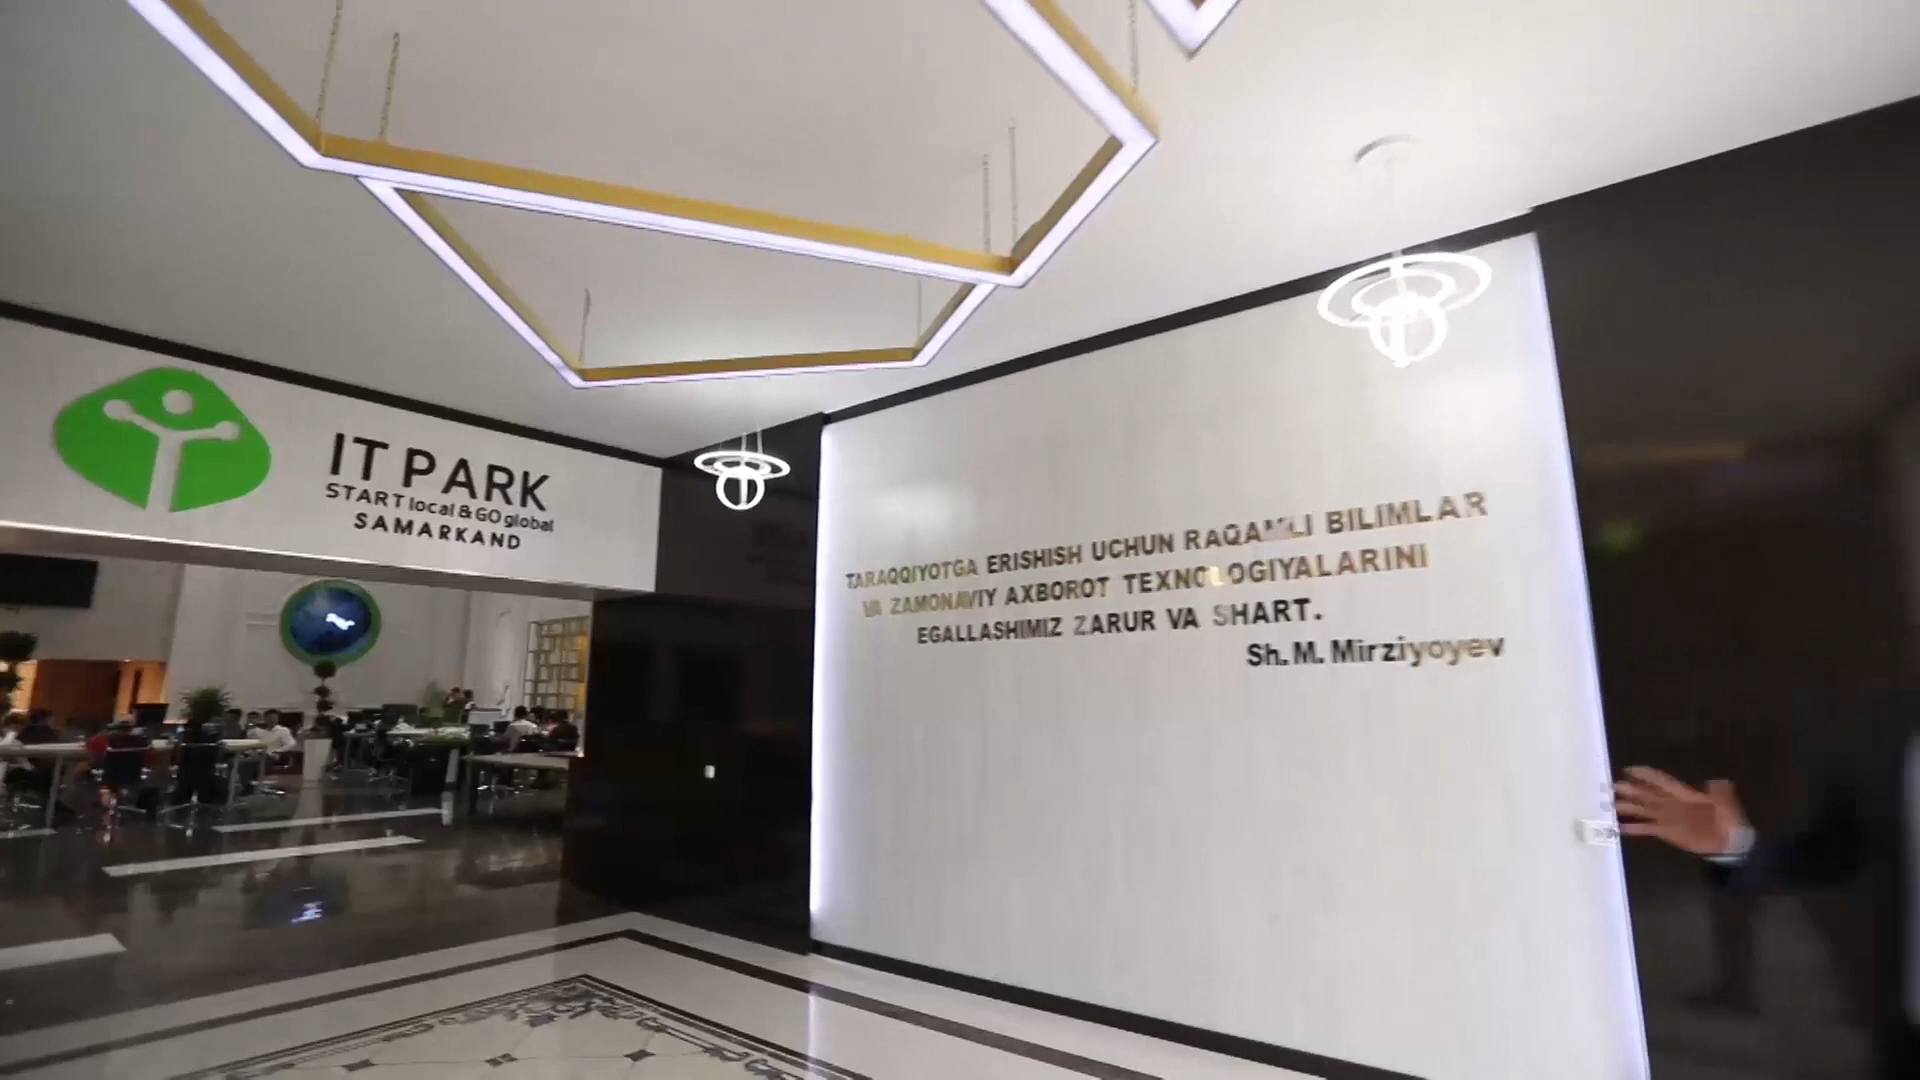 IT PARK
START local & GO global
SAMARKAND
TARAQQIYOTGA ERISHISH UCHUN RAQAMLI BILIMLAR
VA ZAMONAVIY AXBOROT TEXNOLOGIYALARINI
EGALLASHIMIZ ZARUR VA SHART.
Sh. M. Mirziyoyev